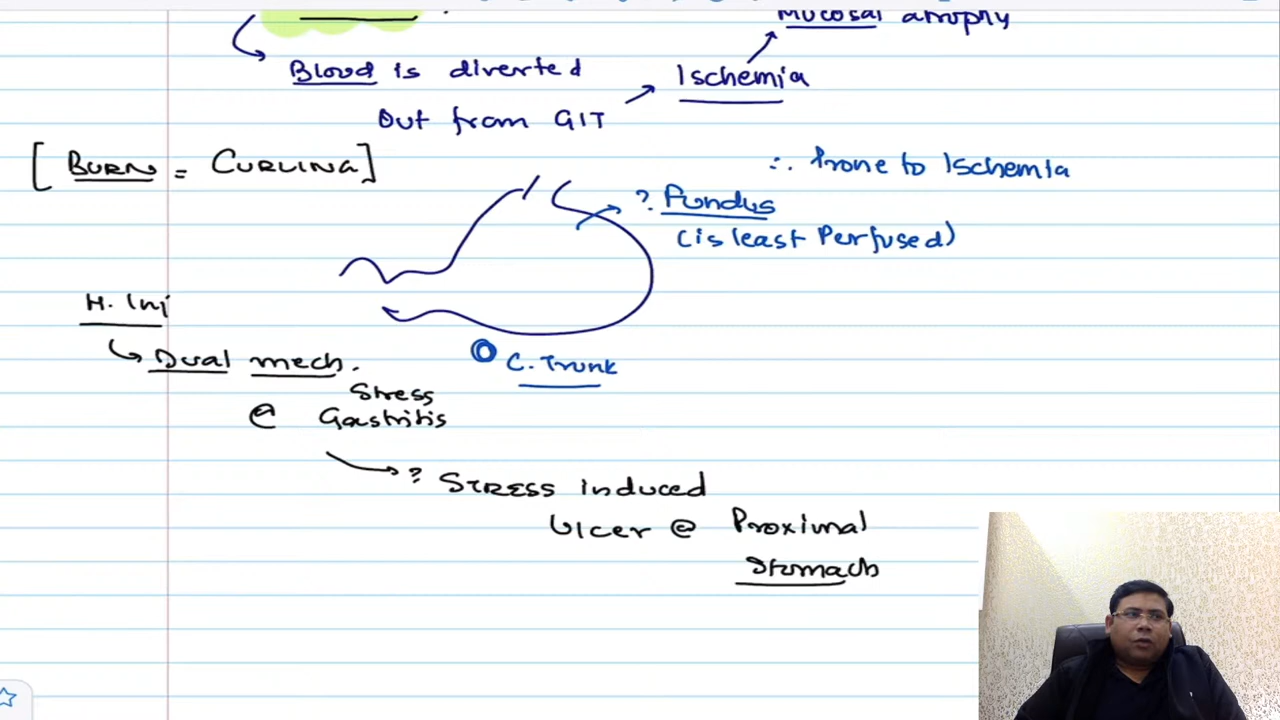 Mucosal atrophy
Blood is diverted
Out from GIT
Ischemia
[BURN = CURLING]
∴ Prone to Ischemia
? Fundus
(is least Perfused)
H. Inj
Dual mech.
C. Trunk
@ Stress
Gastritis
? STRESS induced
Ulcer @ Proximal
Stomach